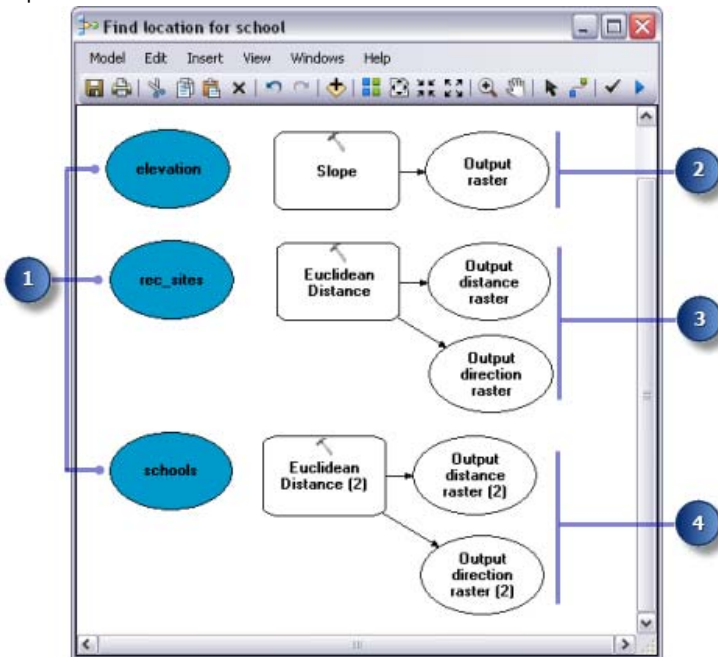 Find location for school
Model Edit Insert View Windows Help
elevation
Slope
Output
raster
2
rec_sites
Euclidean
Distance
Output
distance
raster
1
3
Output
direction
raster
schools
Euclidean
Distance (2)
Output
distance
raster (2)
4
Output
direction
raster (2)